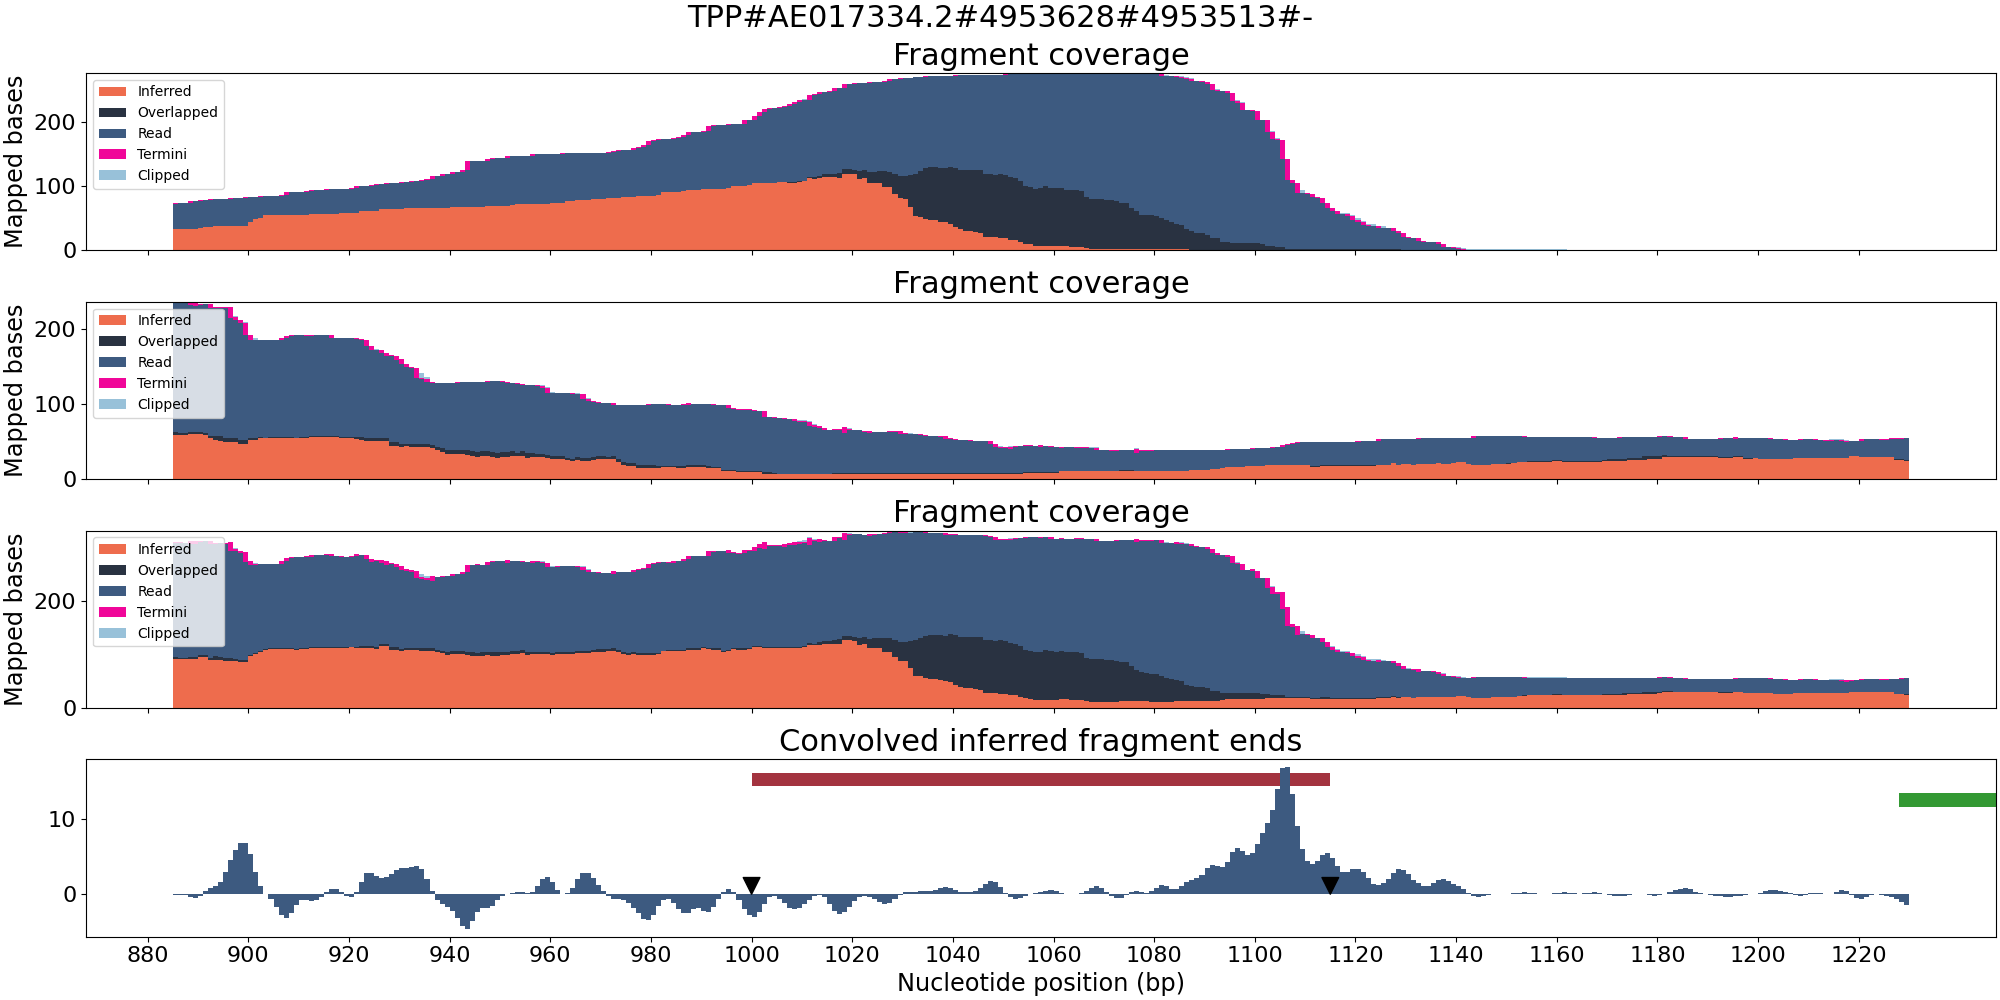 TPP#AE017334.2#4953628#4953513#-
Fragment coverage
Mapped bases
200
100
0
Inferred
Overlapped
Read
Termini
Clipped
Fragment coverage
Mapped bases
200
100
0
Inferred
Overlapped
Read
Termini
Clipped
Fragment coverage
Mapped bases
200
0
Inferred
Overlapped
Read
Termini
Clipped
Convolved inferred fragment ends
10
0
880 900 920 940 960 980 1000 1020 1040 1060 1080 1100 1120 1140 1160 1180 1200 1220
Nucleotide position (bp)